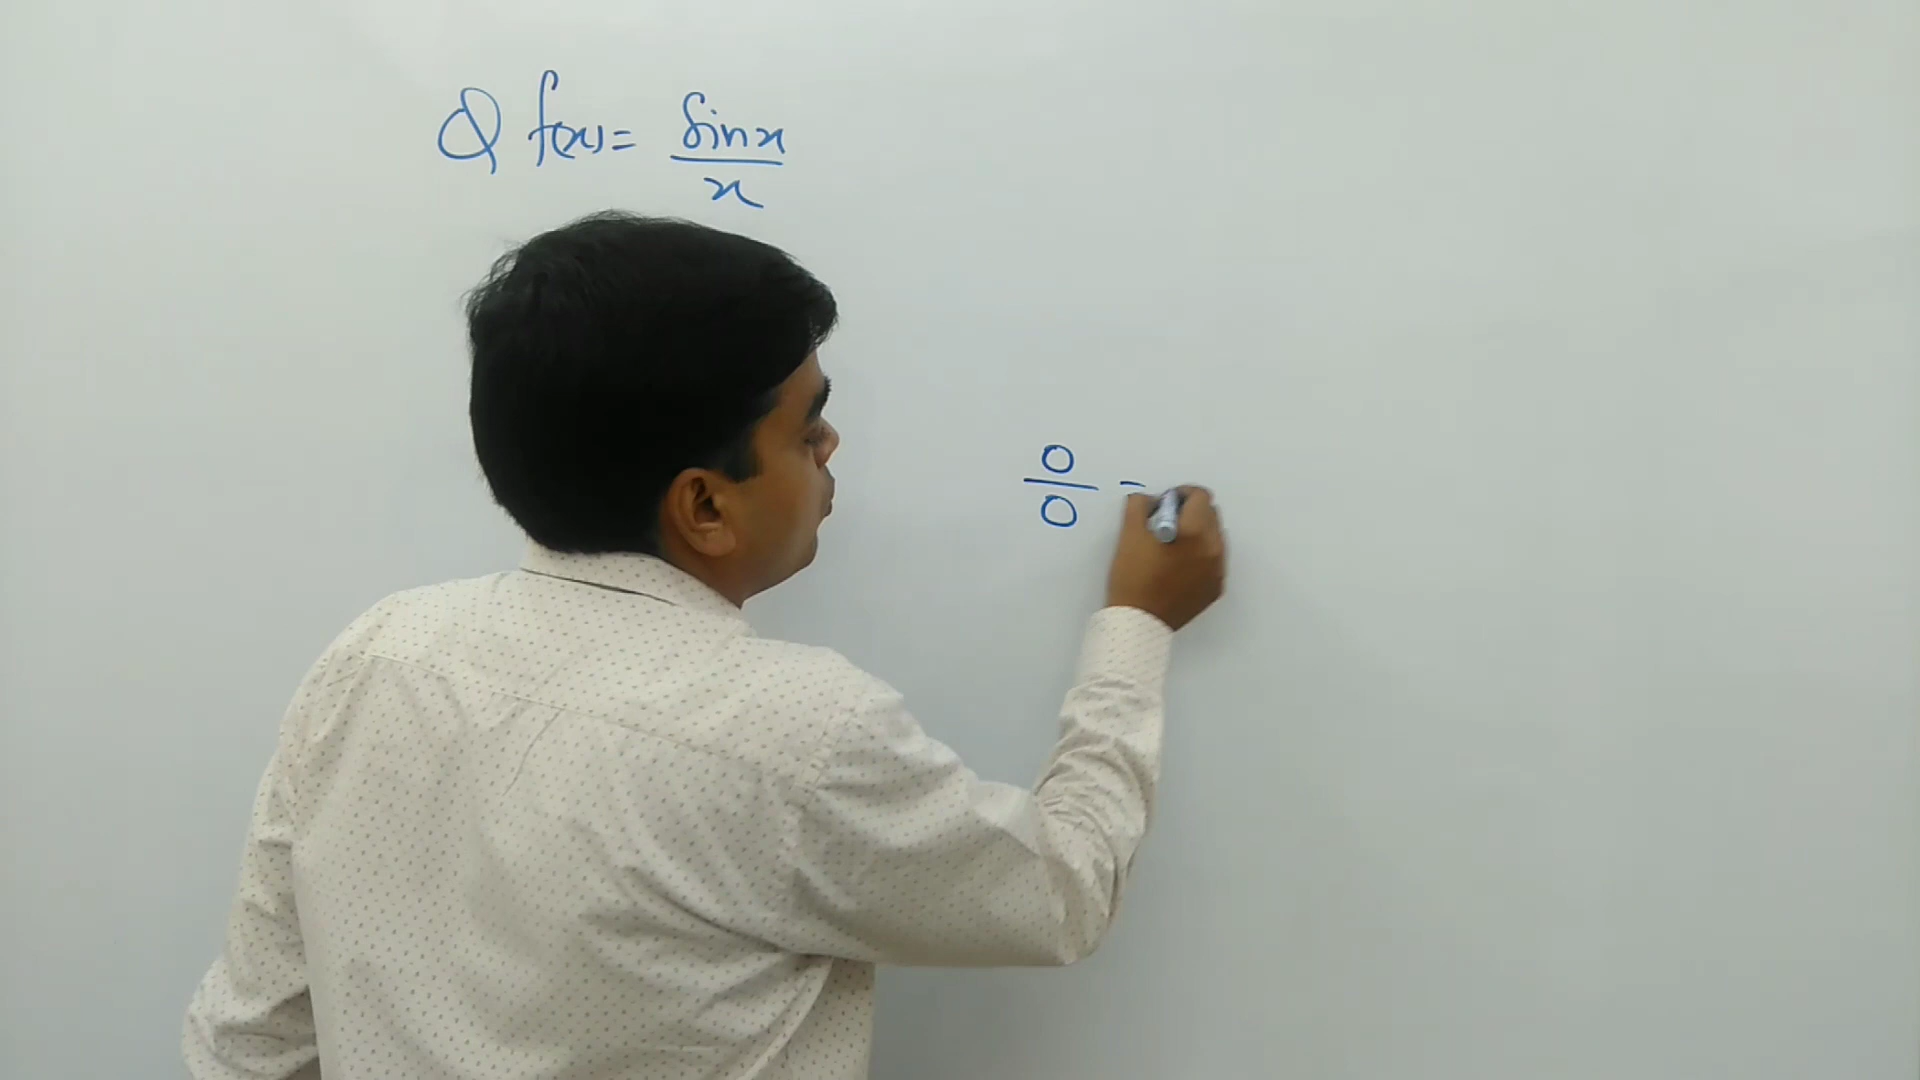 Q f(x) = sinx/x
0/0 =